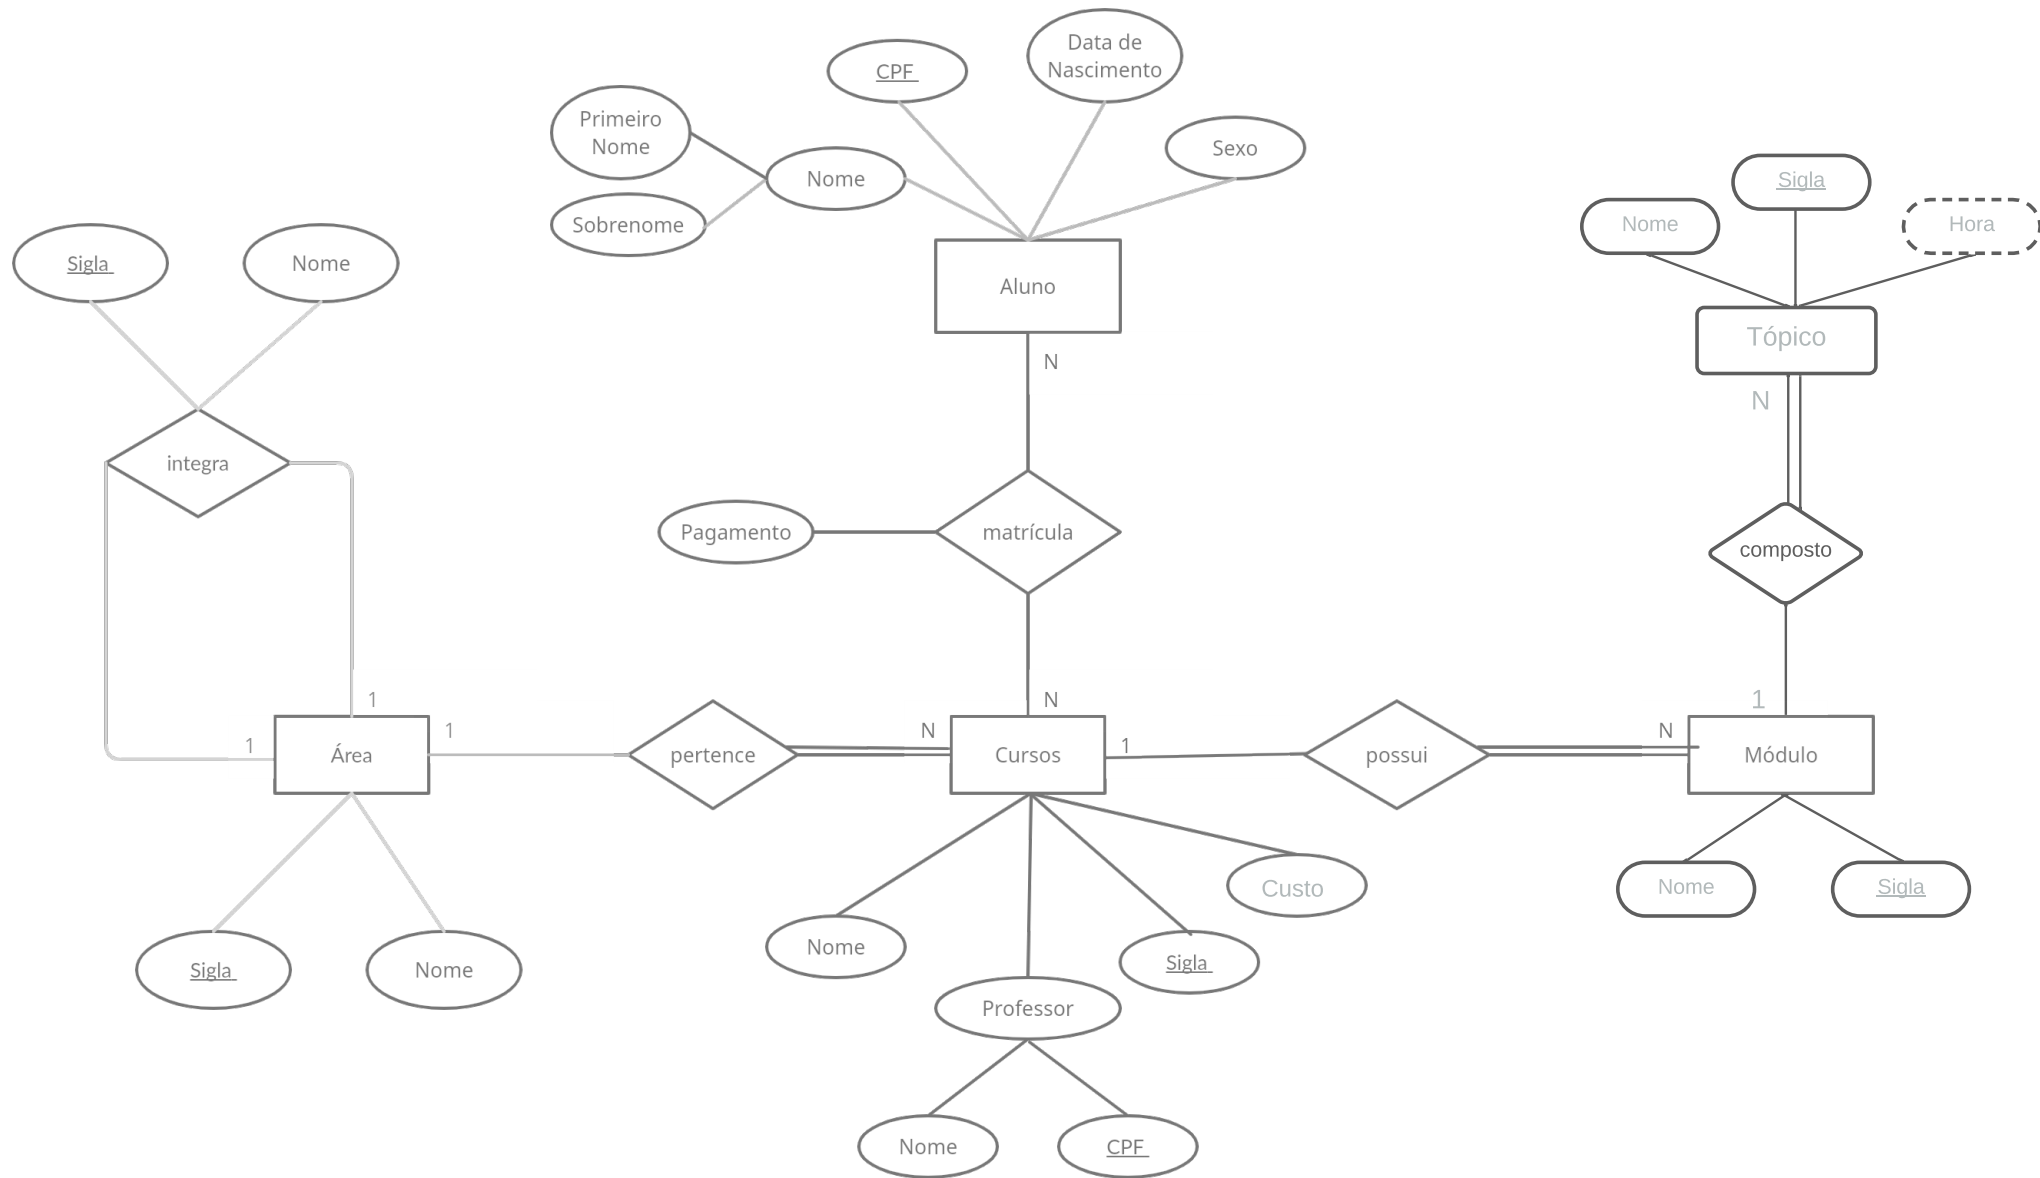 Data de
Nascimento
CPF
Primeiro
Nome
Sexo
Nome
Sobrenome
Sigla
Nome
Hora
Sigla
Nome
Aluno
Tópico
N
N
integra
Pagamento
matrícula
composto
1
N
1
1
1
N
1
N
Área
pertence
Cursos
possui
Módulo
Custo
Nome
Sigla
Nome
Sigla
Sigla
Nome
Professor
Nome
CPF